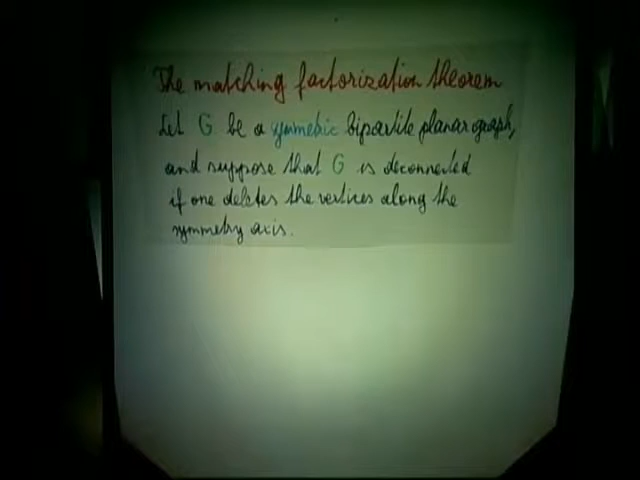 The matching factorization theorem
Let G be a symmetric bipartite planar graph,
and suppose that G is disconnected
if one deletes the vertices along the
symmetry axis.